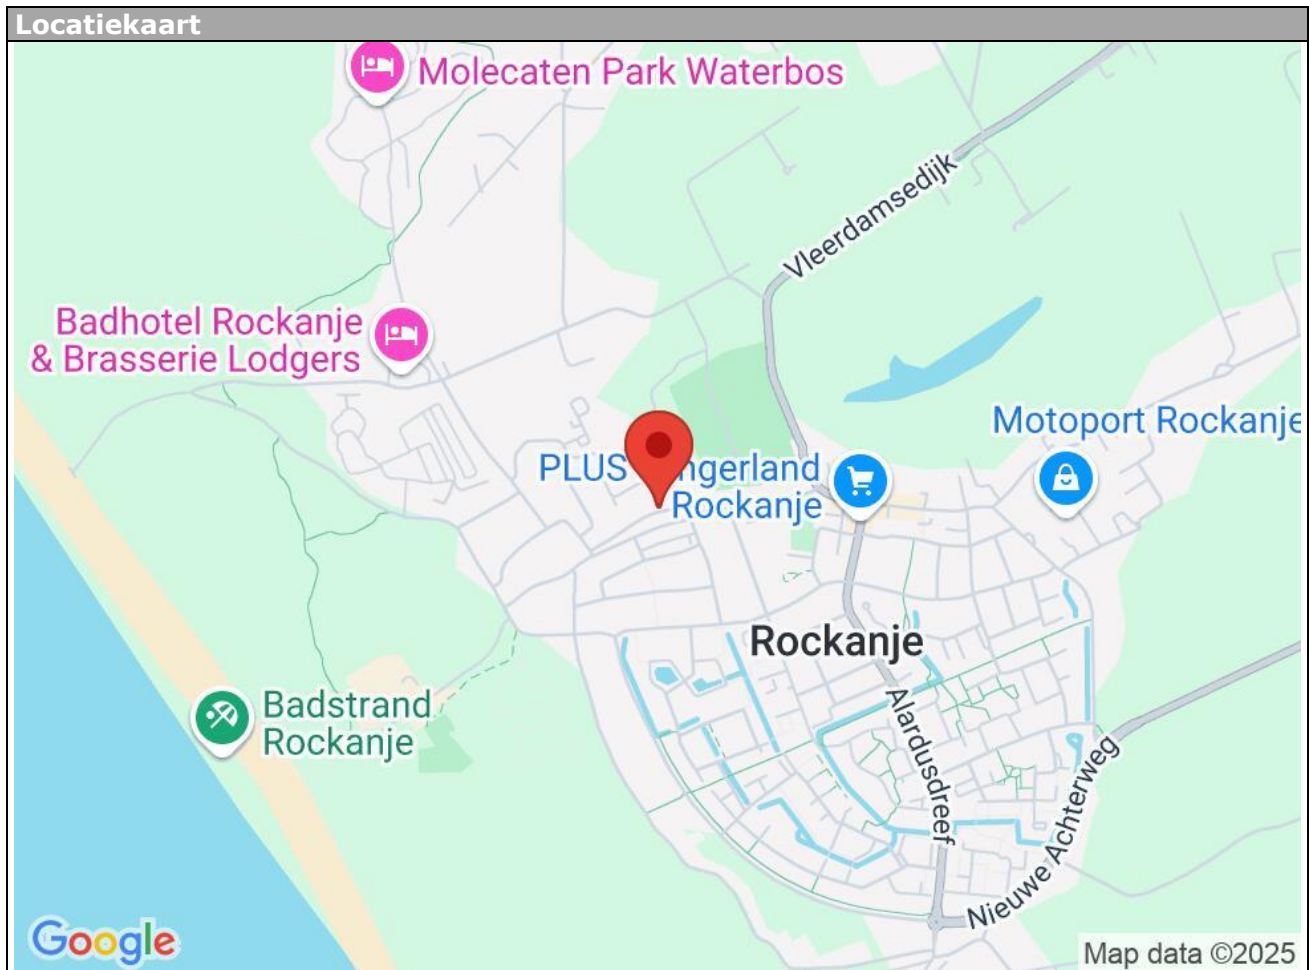 Locatiekaart
Molecaten Park Waterbos
Vleerdamsedijk
Badhotel Rockanje
& Brasserie Lodgers
Motoport Rockanje
PLUS ngerland
Rockanje
Rockanje
Badstrand
Rockanje
Alardusdreef
Nieuwe Achterweg
Google
Map data ©2025